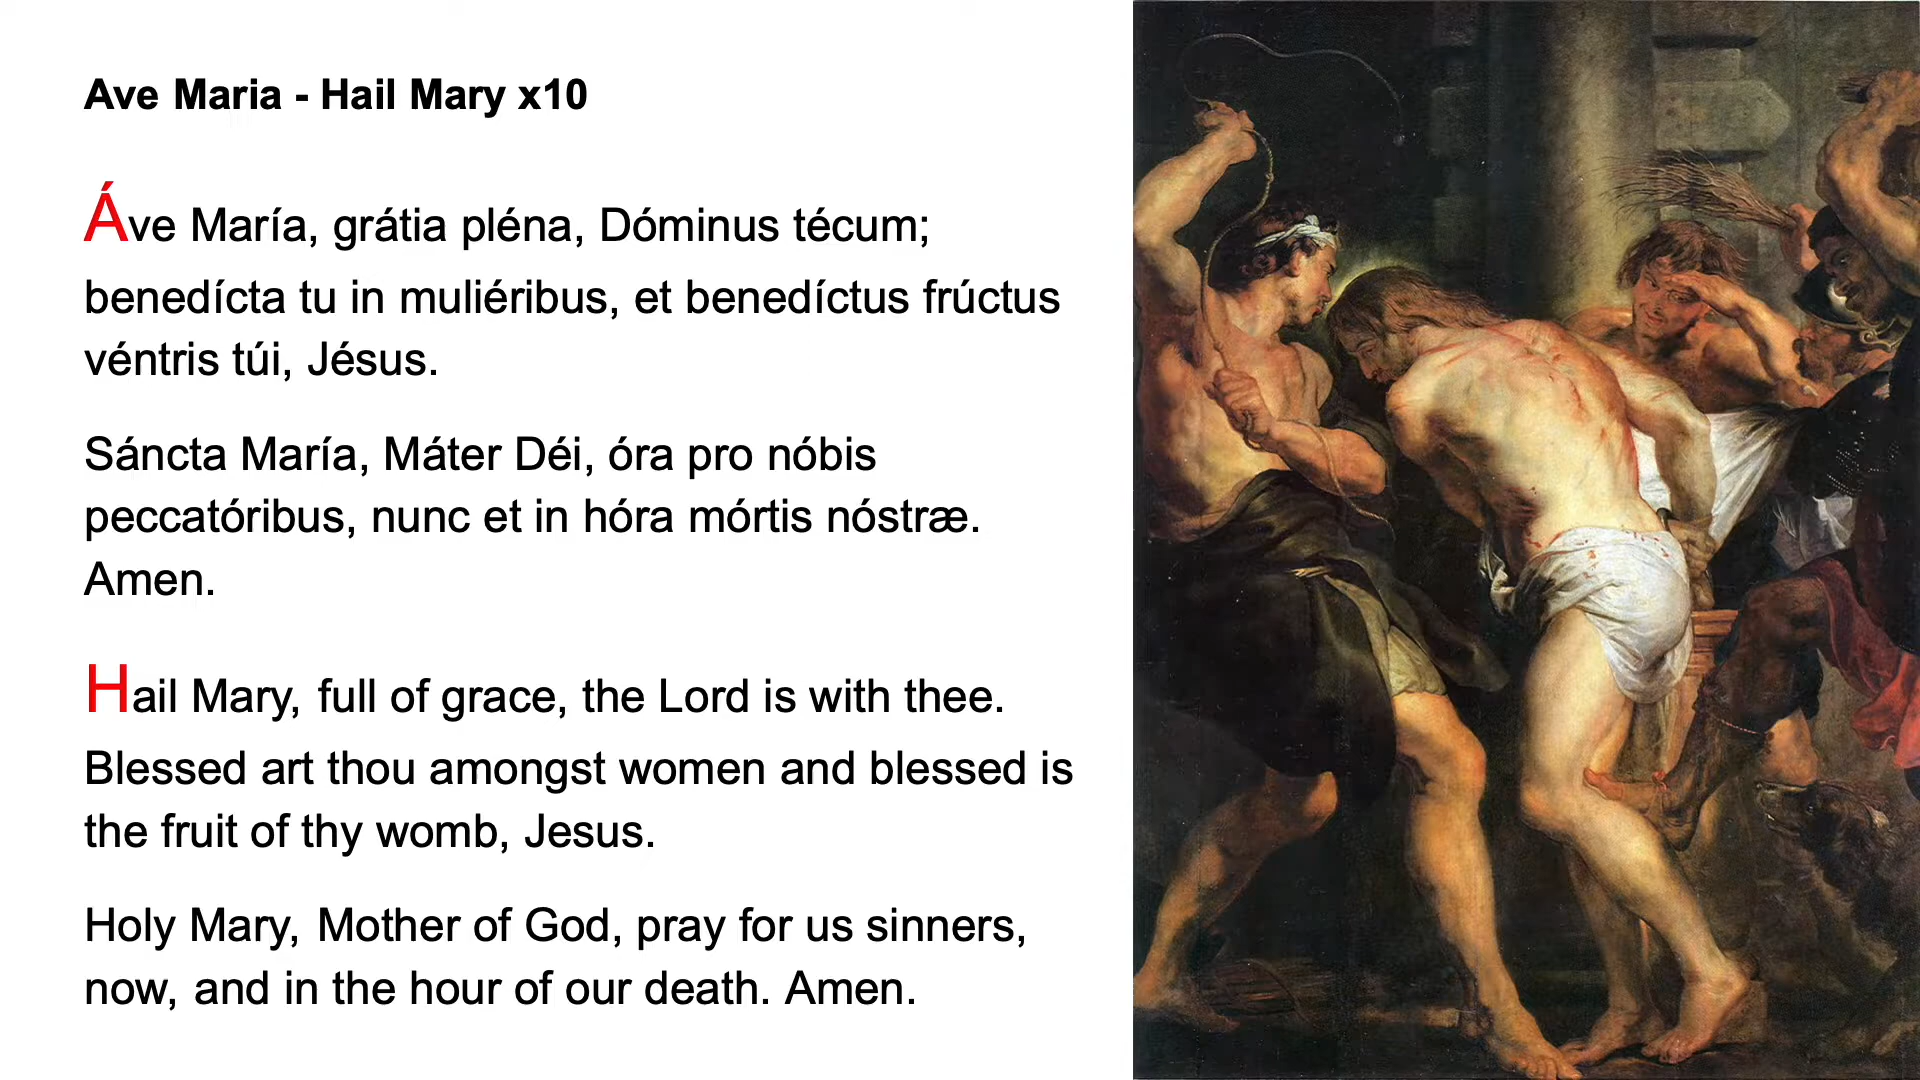 Ave Maria - Hail Mary x10
Áve María, grátia pléna, Dóminus técum;
benedícta tu in muliéribus, et benedíctus frúctus
véntris túi, Jésus.
Sáncta María, Máter Déi, óra pro nóbis
peccatóribus, nunc et in hóra mórtis nóstræ.
Amen.
Hail Mary, full of grace, the Lord is with thee.
Blessed art thou amongst women and blessed is
the fruit of thy womb, Jesus.
Holy Mary, Mother of God, pray for us sinners,
now, and in the hour of our death. Amen.